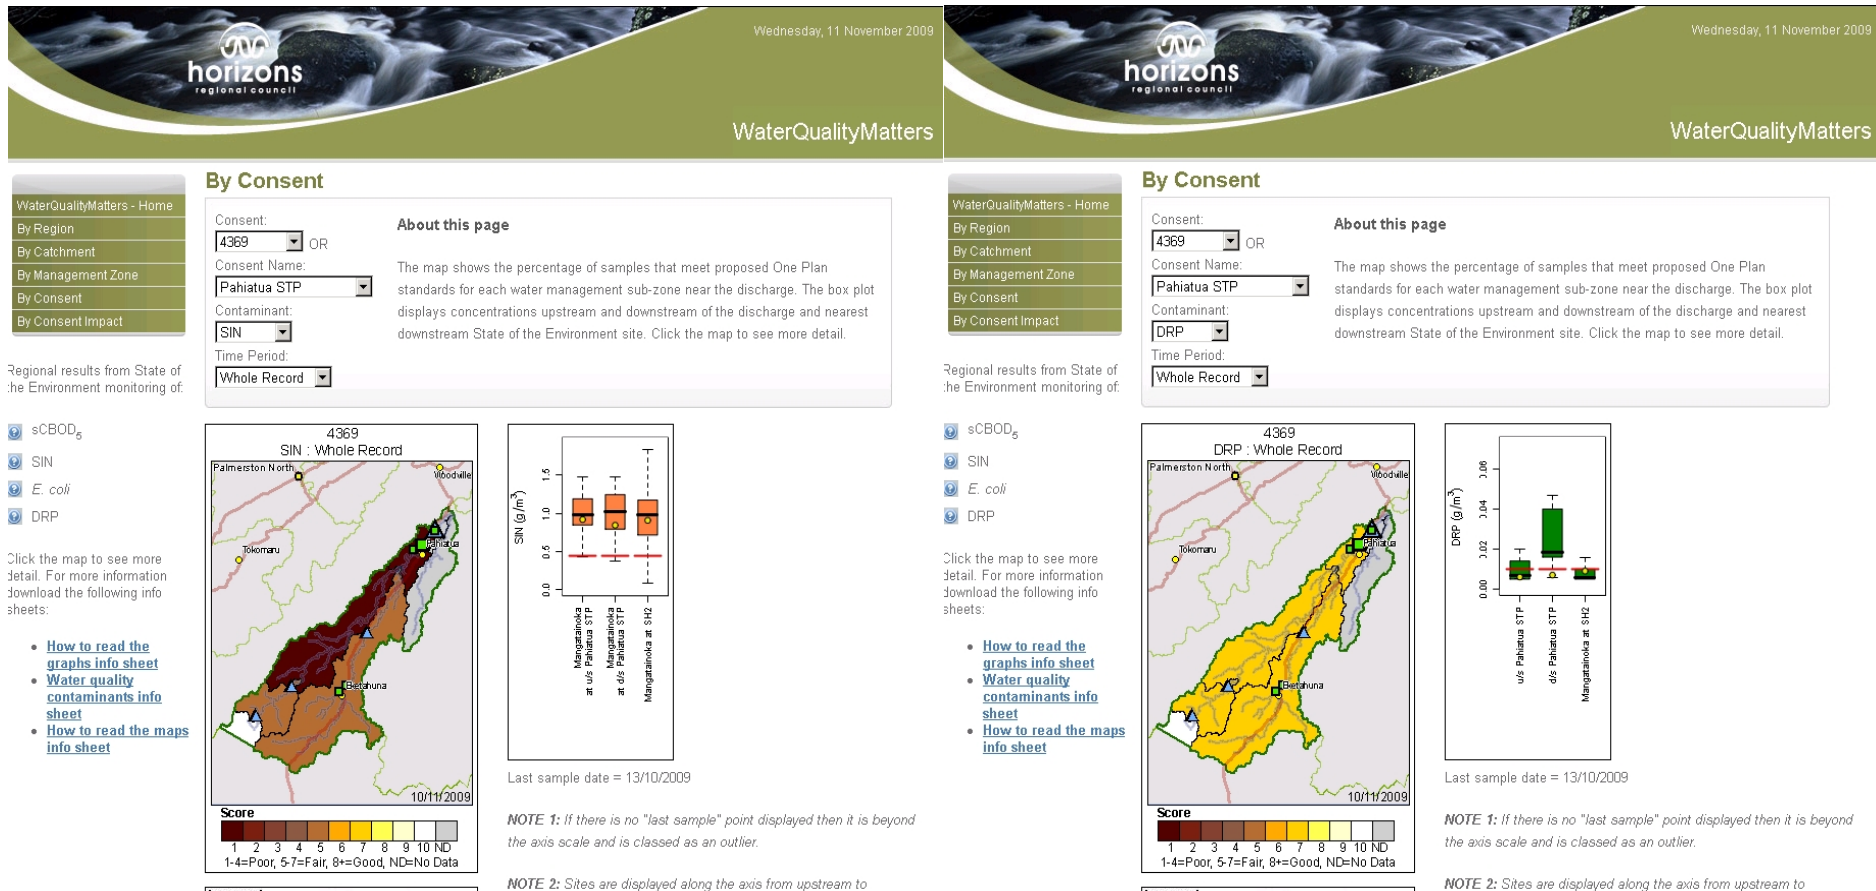 Wednesday, 11 November 2009
horizons
regional council
WaterQualityMatters
WaterQualityMatters - Home
By Region
By Catchment
By Management Zone
By Consent
By Consent Impact
Regional results from State of
the Environment monitoring of:
sCBOD5
SIN
E. coli
DRP
Click the map to see more
detail. For more information
download the following info
sheets:
How to read the
graphs info sheet
Water quality
contaminants info
sheet
How to read the maps
info sheet
By Consent
Consent:
4369 OR
Consent Name:
Pahiatua STP
Contaminant:
SIN
Time Period:
Whole Record
About this page
The map shows the percentage of samples that meet proposed One Plan
standards for each water management sub-zone near the discharge. The box plot
displays concentrations upstream and downstream of the discharge and nearest
downstream State of the Environment site. Click the map to see more detail.
4369
SIN : Whole Record
Palmerston North
Woodville
Tokomaru
Pahiatua
Eketahuna
10/11/2009
Score
1 2 3 4 5 6 7 8 9 10 ND
1-4=Poor, 5-7=Fair, 8+=Good, ND=No Data
SIN (g/m3)
0.0 0.5 1.0 1.5
Mangatainoka
at u/s Pahiatua STP
Mangatainoka
at d/s Pahiatua STP
Mangatainoka at SH2
Last sample date = 13/10/2009
NOTE 1: If there is no "last sample" point displayed then it is beyond
the axis scale and is classed as an outlier.
NOTE 2: Sites are displayed along the axis from upstream to
Wednesday, 11 November 2009
horizons
regional council
WaterQualityMatters
WaterQualityMatters - Home
By Region
By Catchment
By Management Zone
By Consent
By Consent Impact
Regional results from State of
the Environment monitoring of:
sCBOD5
SIN
E. coli
DRP
Click the map to see more
detail. For more information
download the following info
sheets:
How to read the
graphs info sheet
Water quality
contaminants info
sheet
How to read the maps
info sheet
By Consent
Consent:
4369 OR
Consent Name:
Pahiatua STP
Contaminant:
DRP
Time Period:
Whole Record
About this page
The map shows the percentage of samples that meet proposed One Plan
standards for each water management sub-zone near the discharge. The box plot
displays concentrations upstream and downstream of the discharge and nearest
downstream State of the Environment site. Click the map to see more detail.
4369
DRP : Whole Record
Palmerston North
Woodville
Tokomaru
Pahiatua
Eketahuna
10/11/2009
Score
1 2 3 4 5 6 7 8 9 10 ND
1-4=Poor, 5-7=Fair, 8+=Good, ND=No Data
DRP (g/m3)
0.00 0.02 0.04 0.06
u/s Pahiatua STP
d/s Pahiatua STP
Mangatainoka at SH2
Last sample date = 13/10/2009
NOTE 1: If there is no "last sample" point displayed then it is beyond
the axis scale and is classed as an outlier.
NOTE 2: Sites are displayed along the axis from upstream to